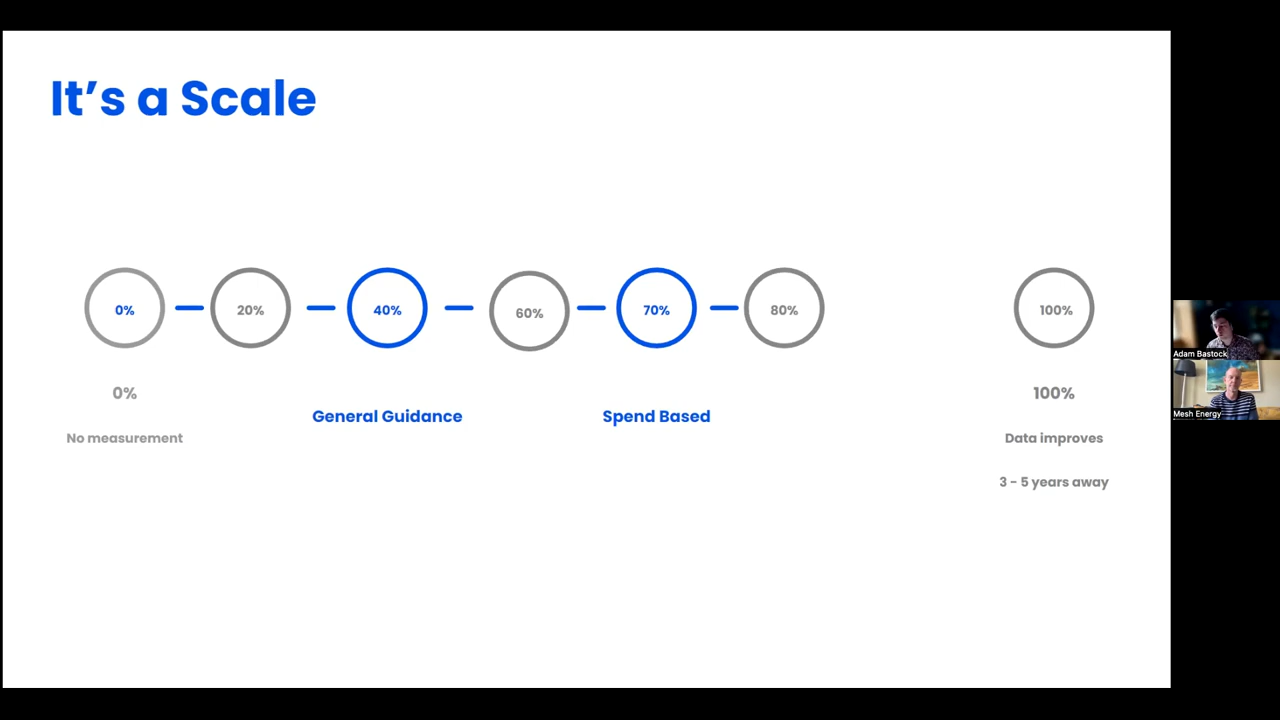 It's a Scale
0%
20%
40%
60%
70%
80%
100%
0%
100%
General Guidance
Spend Based
No measurement
Data improves
3 - 5 years away
Adam Bastock
Mesh Energy